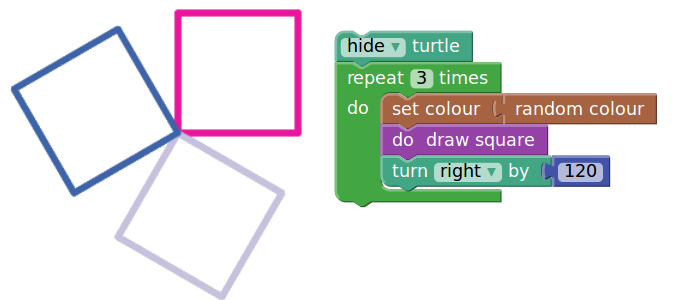 hide ▾ turtle
repeat 3 times
do set colour random colour
do draw square
turn right ▾ by 120